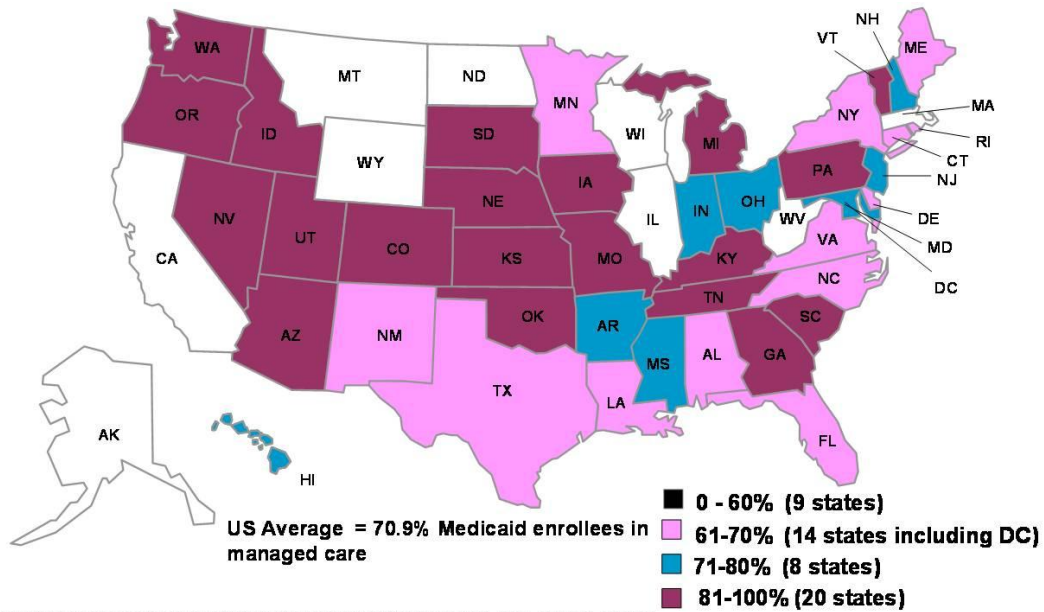 NH
VT
ME
WA
MT
ND
MN
OR
ID
SD
WI
MI
NY
MA
RI
CT
WY
IA
PA
NJ
NE
NV
UT
CO
IL
IN
OH
WV
DE
CA
KS
MO
KY
VA
MD
DC
NC
TN
AZ
NM
OK
AR
SC
MS
AL
GA
TX
LA
AK
FL
HI
US Average = 70.9% Medicaid enrollees in
managed care
0 - 60% (9 states)
61-70% (14 states including DC)
71-80% (8 states)
81-100% (20 states)